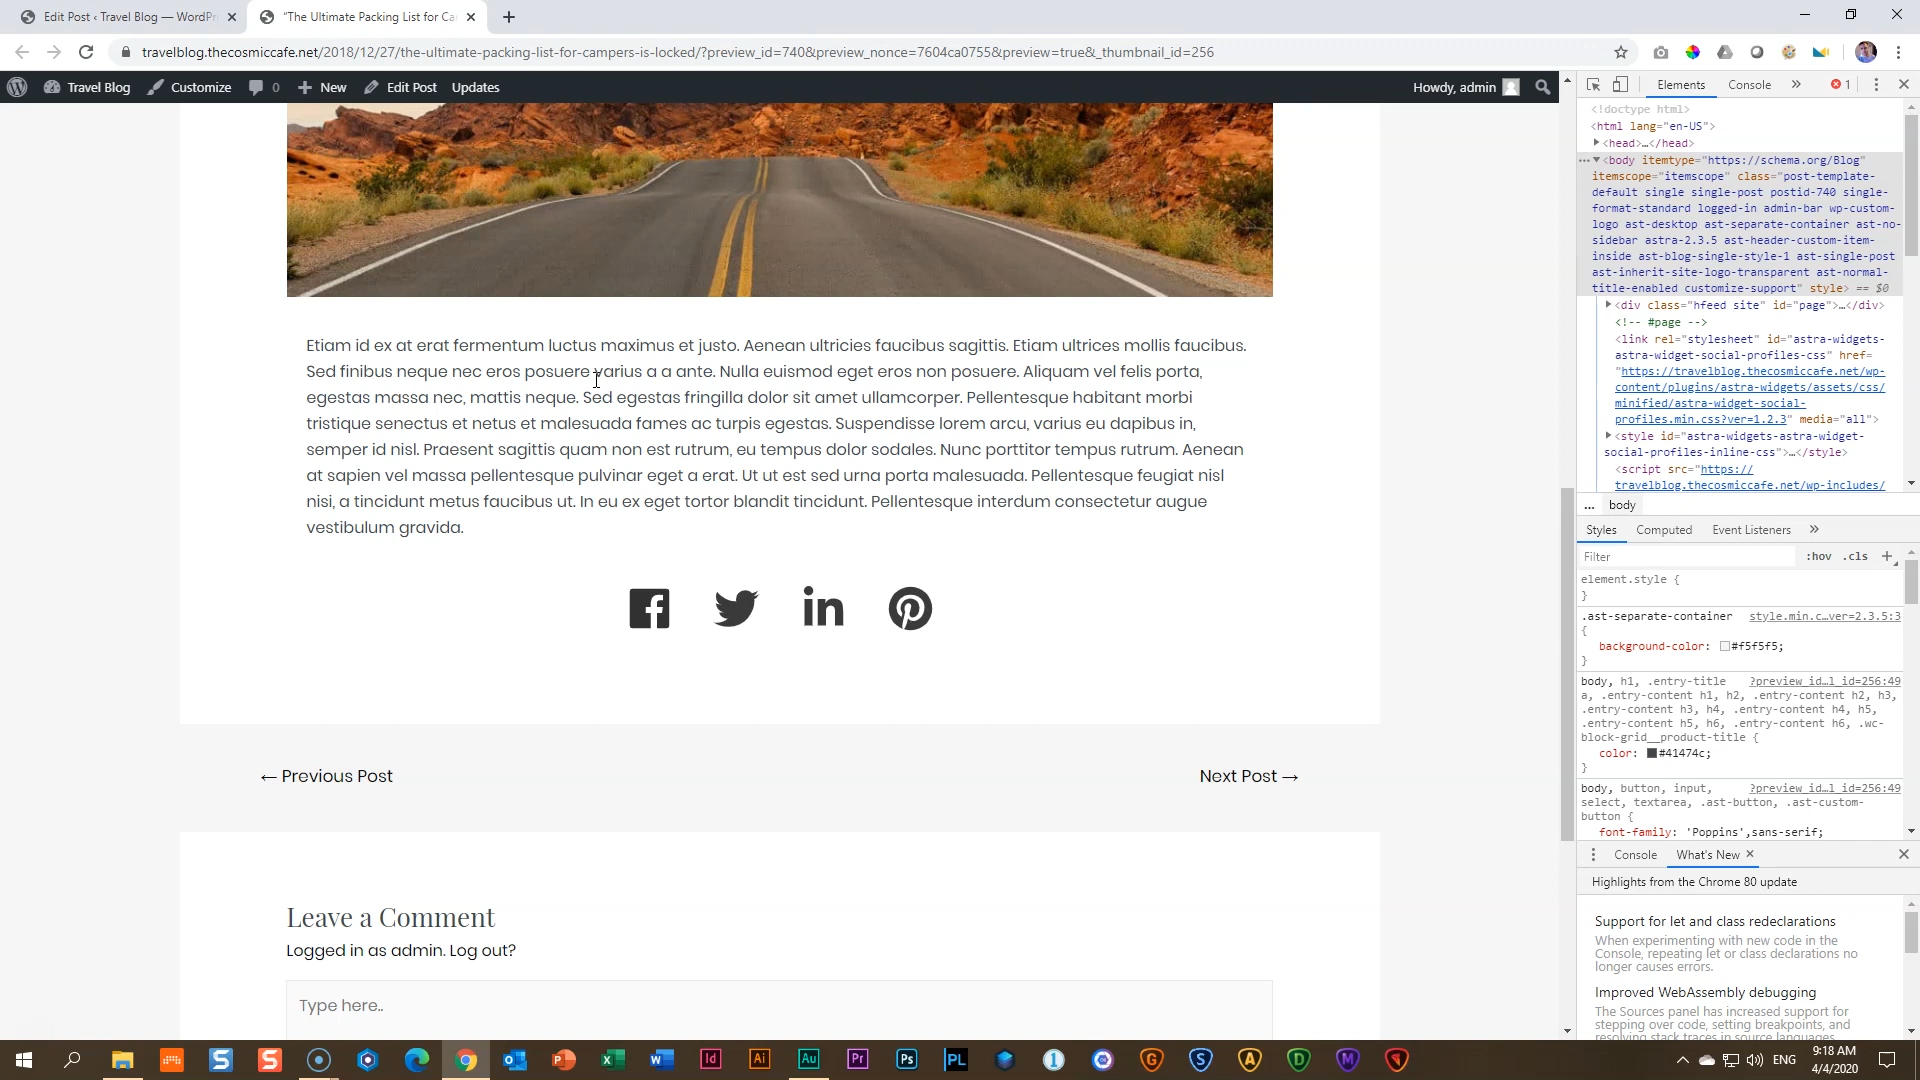 Edit Post ‹ Travel Blog — WordPr
"The Ultimate Packing List for Ca
travelblog.thecosmiccafe.net/2018/12/27/the-ultimate-packing-list-for-campers-is-locked/?preview_id=740&preview_nonce=7604ca0755&preview=true&_thumbnail_id=256
Travel Blog
Customize
0
New
Edit Post
Updates
Howdy, admin
Etiam id ex at erat fermentum luctus maximus et justo. Aenean ultricies faucibus sagittis. Etiam ultrices mollis faucibus.
Sed finibus neque nec eros posuere varius a a ante. Nulla euismod eget eros non posuere. Aliquam vel felis porta,
egestas massa nec, mattis neque. Sed egestas fringilla dolor sit amet ullamcorper. Pellentesque habitant morbi
tristique senectus et netus et malesuada fames ac turpis egestas. Suspendisse lorem arcu, varius eu dapibus in,
semper id nisl. Praesent sagittis quam non est rutrum, eu tempus dolor sodales. Nunc porttitor tempus rutrum. Aenean
at sapien vel massa pellentesque pulvinar eget a erat. Ut ut est sed urna porta malesuada. Pellentesque feugiat nisl
nisi, a tincidunt metus faucibus ut. In eu ex eget tortor blandit tincidunt. Pellentesque interdum consectetur augue
vestibulum gravida.
← Previous Post
Next Post →
Leave a Comment
Logged in as admin. Log out?
Type here..
Elements
Console
1
<!doctype html>
<html lang="en-US">
<head>…</head>
<body itemtype="https://schema.org/Blog"
itemscope="itemscope" class="post-template-
default single single-post postid-740 single-
format-standard logged-in admin-bar wp-custom-
logo ast-desktop ast-separate-container ast-no-
sidebar astra-2.3.5 ast-header-custom-item-
inside ast-blog-single-style-1 ast-single-post
ast-inherit-site-logo-transparent ast-normal-
title-enabled customize-support" style> == $0
<div class="hfeed site" id="page">…</div>
<!-- #page -->
<link rel="stylesheet" id="astra-widgets-
astra-widget-social-profiles-css" href=
"https://travelblog.thecosmiccafe.net/wp-
content/plugins/astra-widgets/assets/css/
minified/astra-widget-social-
profiles.min.css?ver=1.2.3" media="all">
<style id="astra-widgets-astra-widget-
social-profiles-inline-css">…</style>
<script src="https://
travelblog.thecosmiccafe.net/wp-includes/
... body
Styles
Computed
Event Listeners
Filter
:hov .cls
element.style {
}
.ast-separate-container style.min.c…ver=2.3.5:3
{
background-color: #f5f5f5;
}
body, h1, .entry-title ?preview_id…l_id=256:49
a, .entry-content h1, h2, .entry-content h2, h3,
.entry-content h3, h4, .entry-content h4, h5,
.entry-content h5, h6, .entry-content h6, .wc-
block-grid__product-title {
color: #41474c;
}
body, button, input, ?preview_id…l_id=256:49
select, textarea, .ast-button, .ast-custom-
button {
font-family: 'Poppins',sans-serif;
Console
What's New
Highlights from the Chrome 80 update
Support for let and class redeclarations
When experimenting with new code in the
Console, repeating let or class declarations no
longer causes errors.
Improved WebAssembly debugging
The Sources panel has increased support for
stepping over code, setting breakpoints, and
resolving stack traces in source languages.
ENG
9:18 AM
4/4/2020